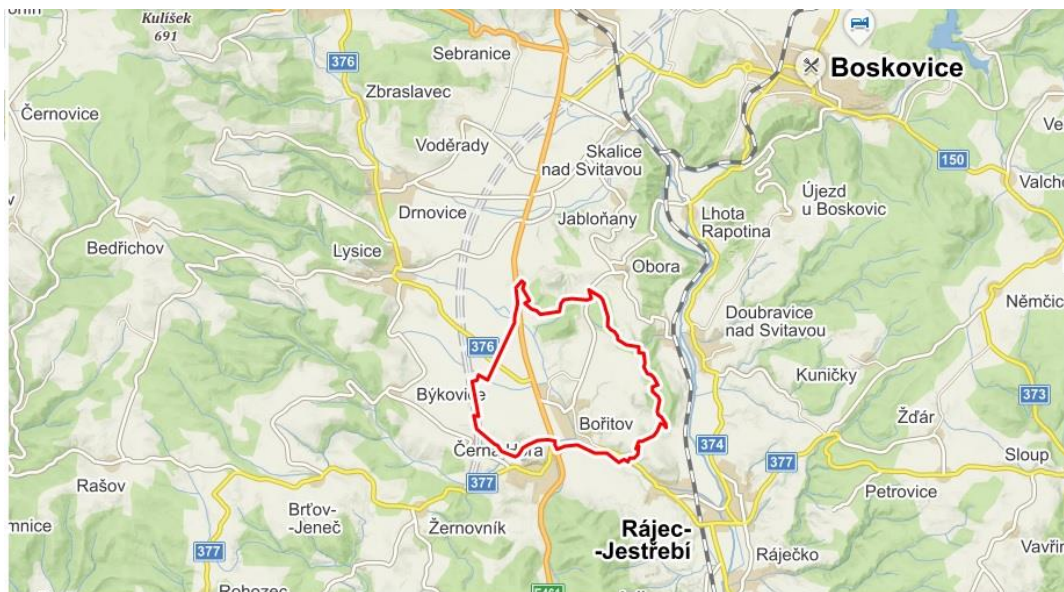 Kulíšek
691
376
Sebranice
Boskovice
Zbraslavec
Černovice
Voděrady
Skalice
nad Svitavou
150
Újezd
u Boskovic
Drnovice
Jabloňany
Lhota
Rapotina
Bedřichov
Lysice
Obora
Doubravice
nad Svitavou
376
Kuničky
373
Býkovice
Bořitov
Žďár
Černá Hora
374
377
Sloup
377
Rašov
Petrovice
Brťov-
-Jeneč
Žernovník
Rájec-
-Jestřebí
377
Ráječko